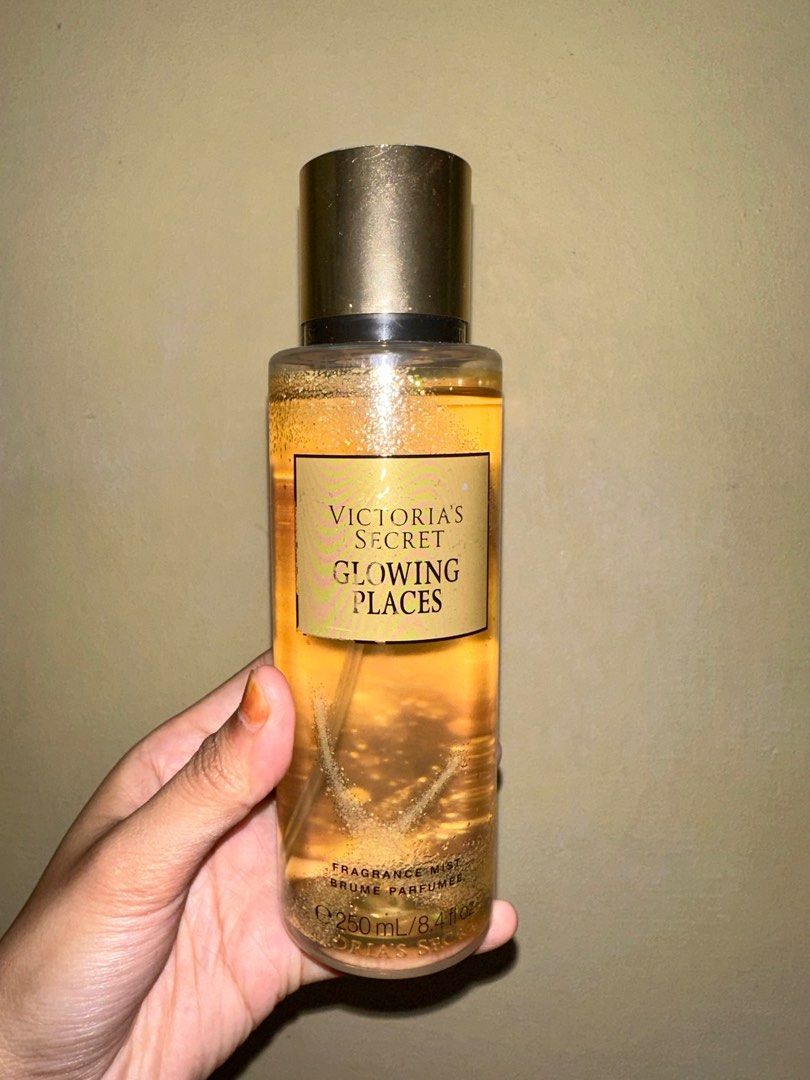 VICTORIA'S
SECRET
GLOWING
PLACES
FRAGRANCE MIST
BRUME PARFUMÉE
℮ 250 mL/8.4 fl oz